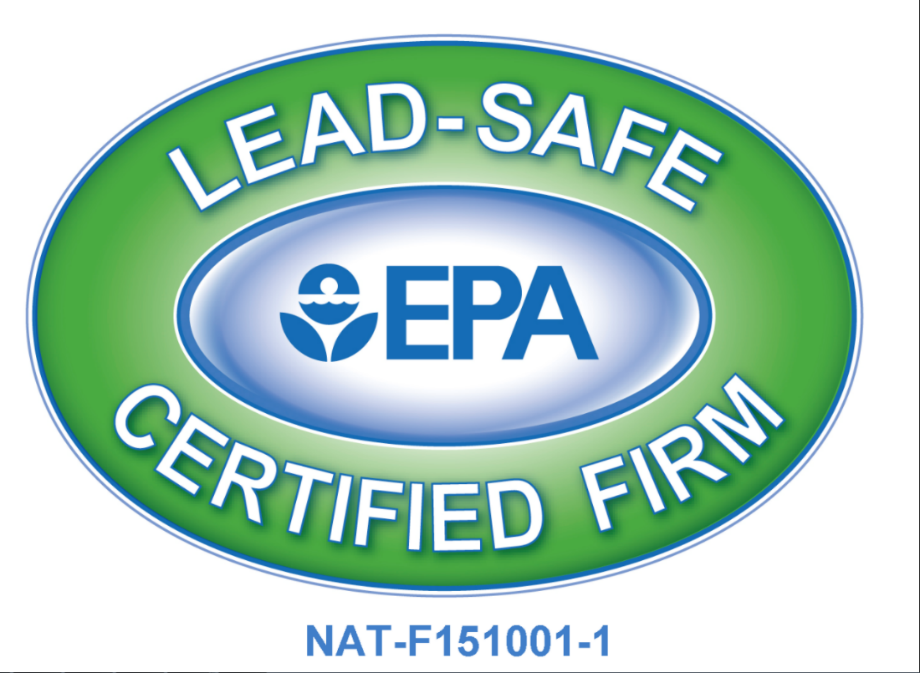 LEAD-SAFE
EPA
CERTIFIED FIRM
NAT-F151001-1